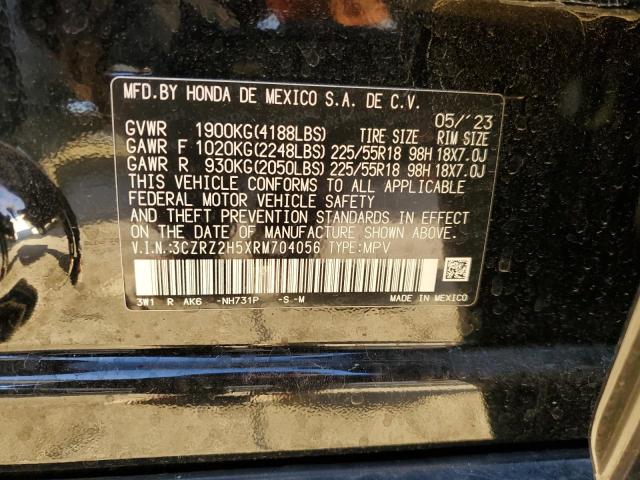 MFD.BY HONDA DE MEXICO S.A. DE C.V.
05/'23
GVWR 1900KG(4188LBS) TIRE SIZE RIM SIZE
GAWR F 1020KG(2248LBS) 225/55R18 98H 18X7.0J
GAWR R 930KG(2050LBS) 225/55R18 98H 18X7.0J
THIS VEHICLE CONFORMS TO ALL APPLICABLE
FEDERAL MOTOR VEHICLE SAFETY
AND THEFT PREVENTION STANDARDS IN EFFECT
ON THE DATE OF MANUFACTURE SHOWN ABOVE.
V.I.N.:3CZRZ2H5XRM704056 TYPE:MPV
3W1 R AK6 -NH731P -S -M MADE IN MEXICO